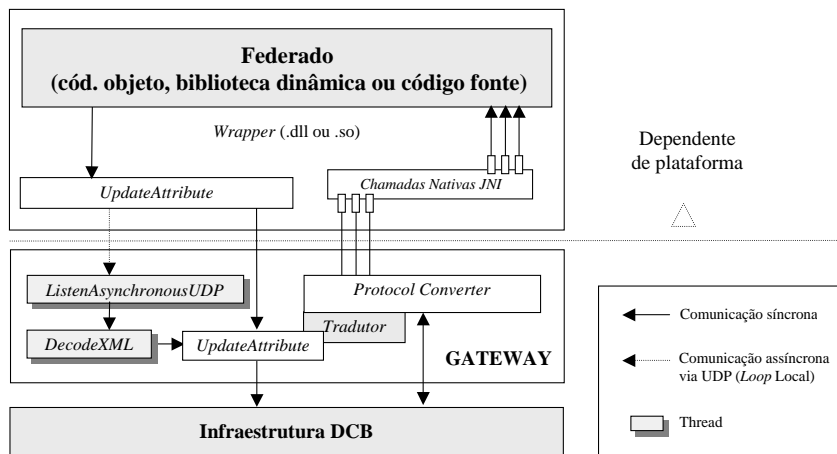 Federado
(cód. objeto, biblioteca dinâmica ou código fonte)
Wrapper (.dll ou .so)
Dependente
de plataforma
UpdateAttribute
Chamadas Nativas JNI
ListenAsynchronousUDP
Protocol Converter
Tradutor
DecodeXML
UpdateAttribute
GATEWAY
Infraestrutura DCB
Comunicação síncrona
Comunicação assíncrona
via UDP (Loop Local)
Thread